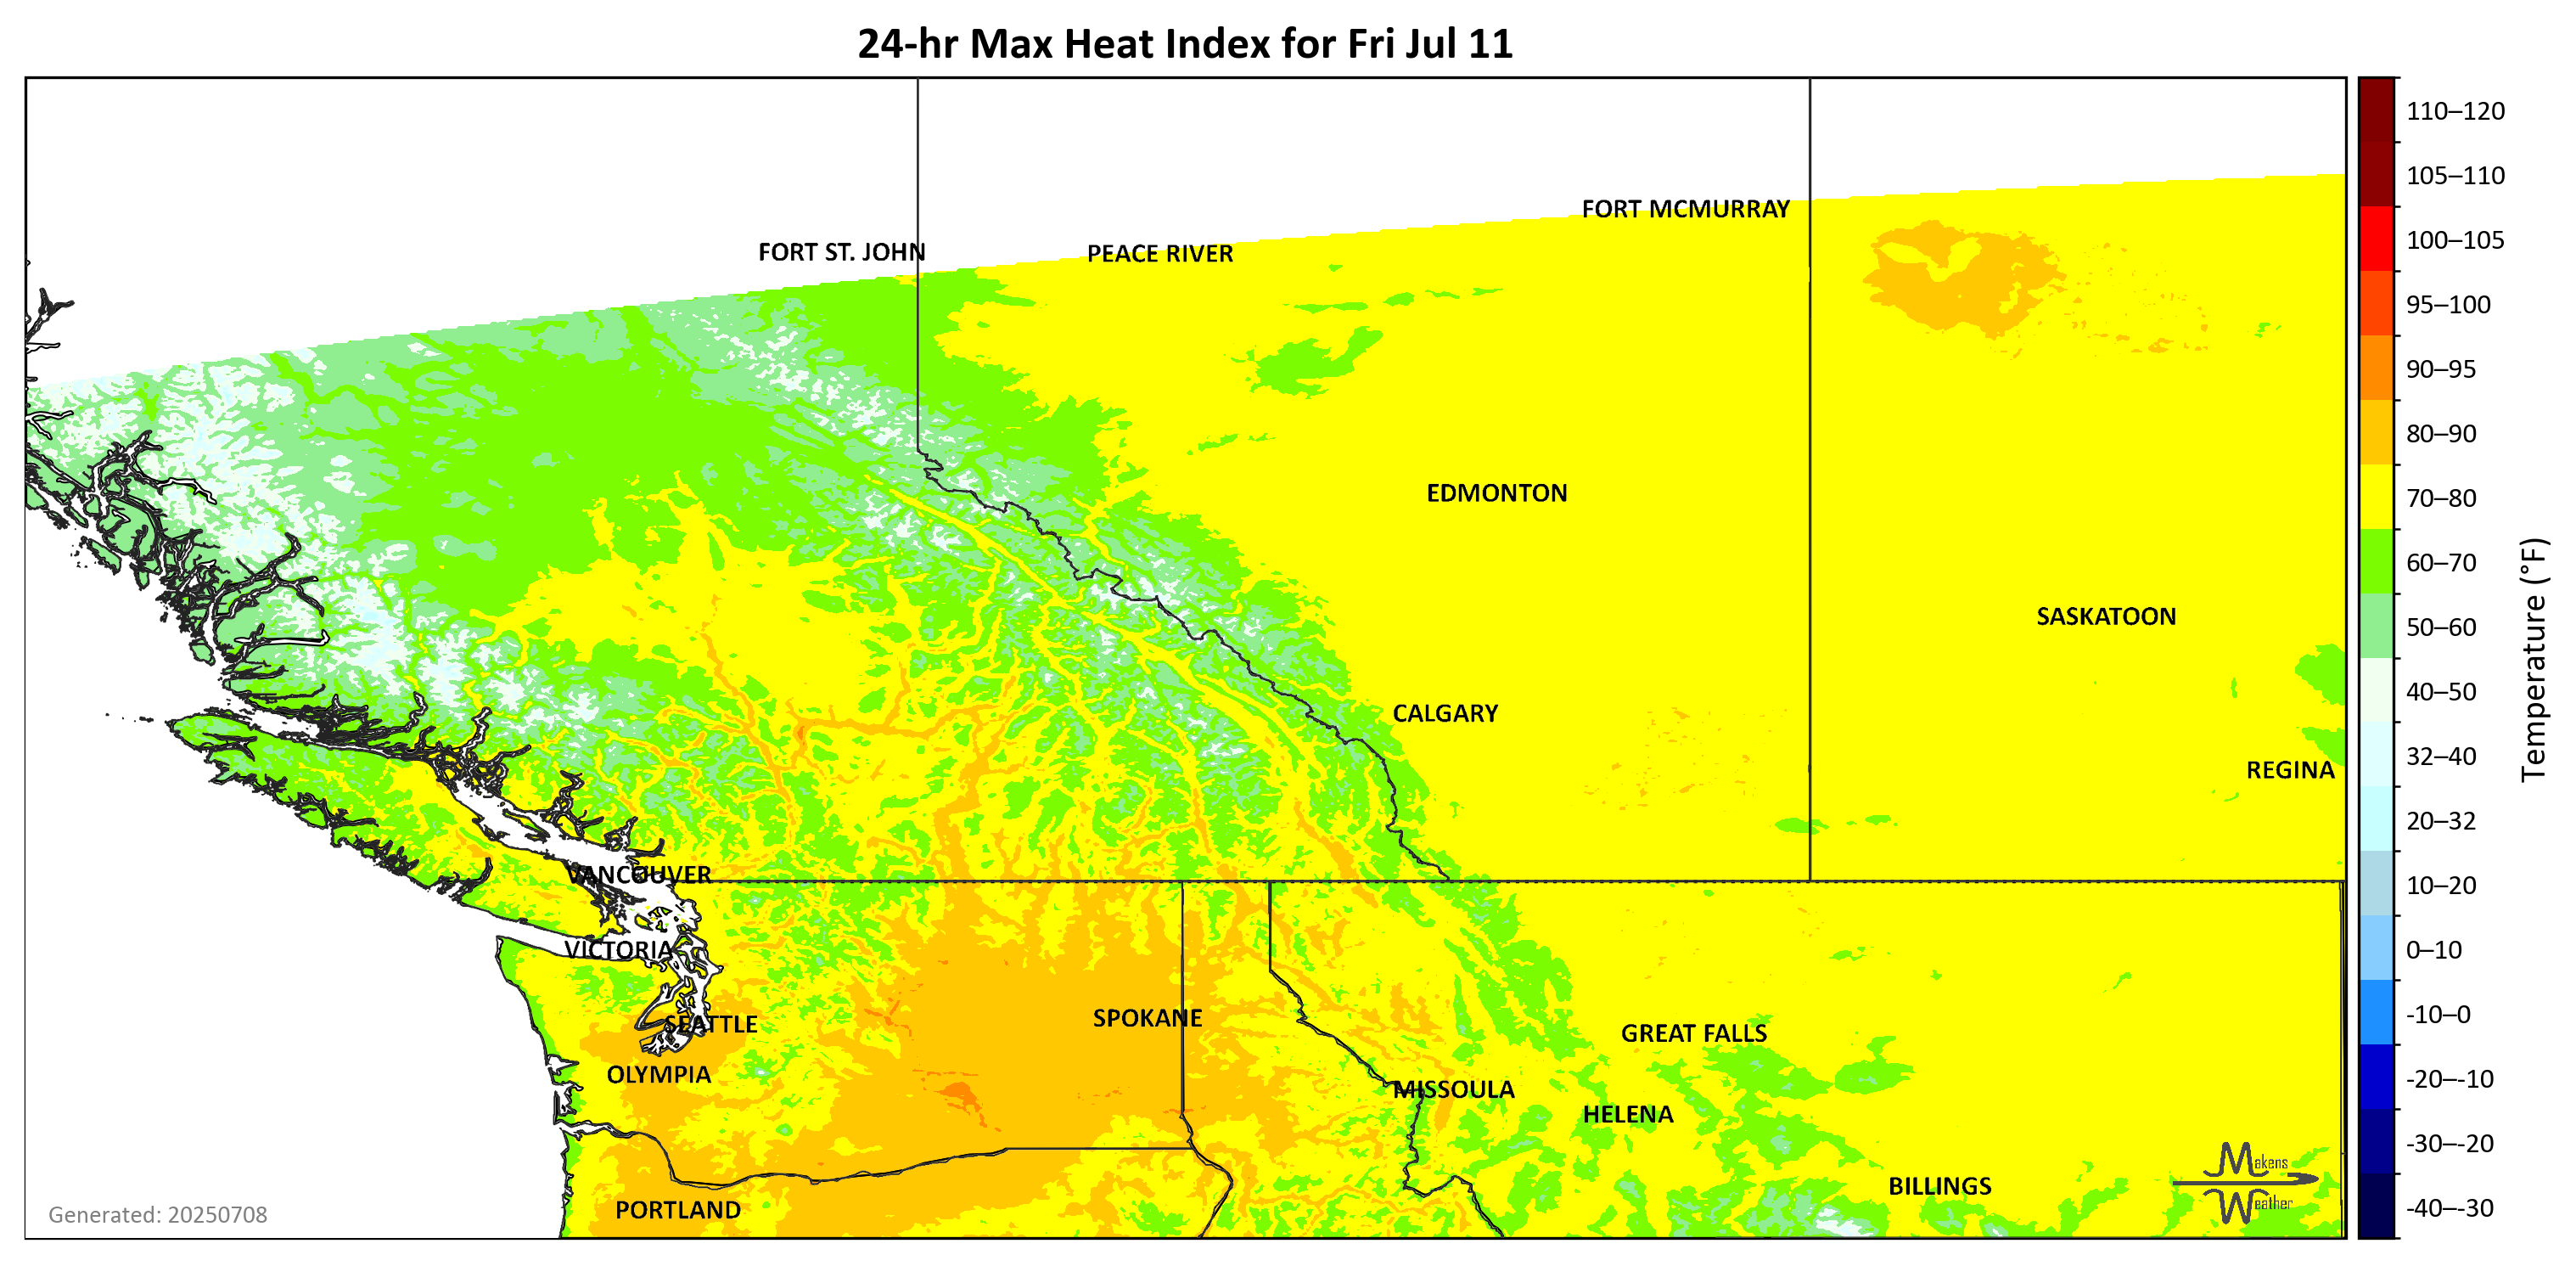 24-hr Max Heat Index for Fri Jul 11
110–120
105–110
FORT MCMURRAY
100–105
FORT ST. JOHN
PEACE RIVER
95–100
90–95
80–90
EDMONTON
70–80
60–70
SASKATOON
50–60
40–50
CALGARY
Temperature (°F)
32–40
REGINA
20–32
VANCOUVER
10–20
VICTORIA
0–10
-10–0
SPOKANE
SEATTLE
GREAT FALLS
OLYMPIA
-20–-10
MISSOULA
HELENA
-30–-20
Makens
Weather
BILLINGS
PORTLAND
-40–-30
Generated: 20250708